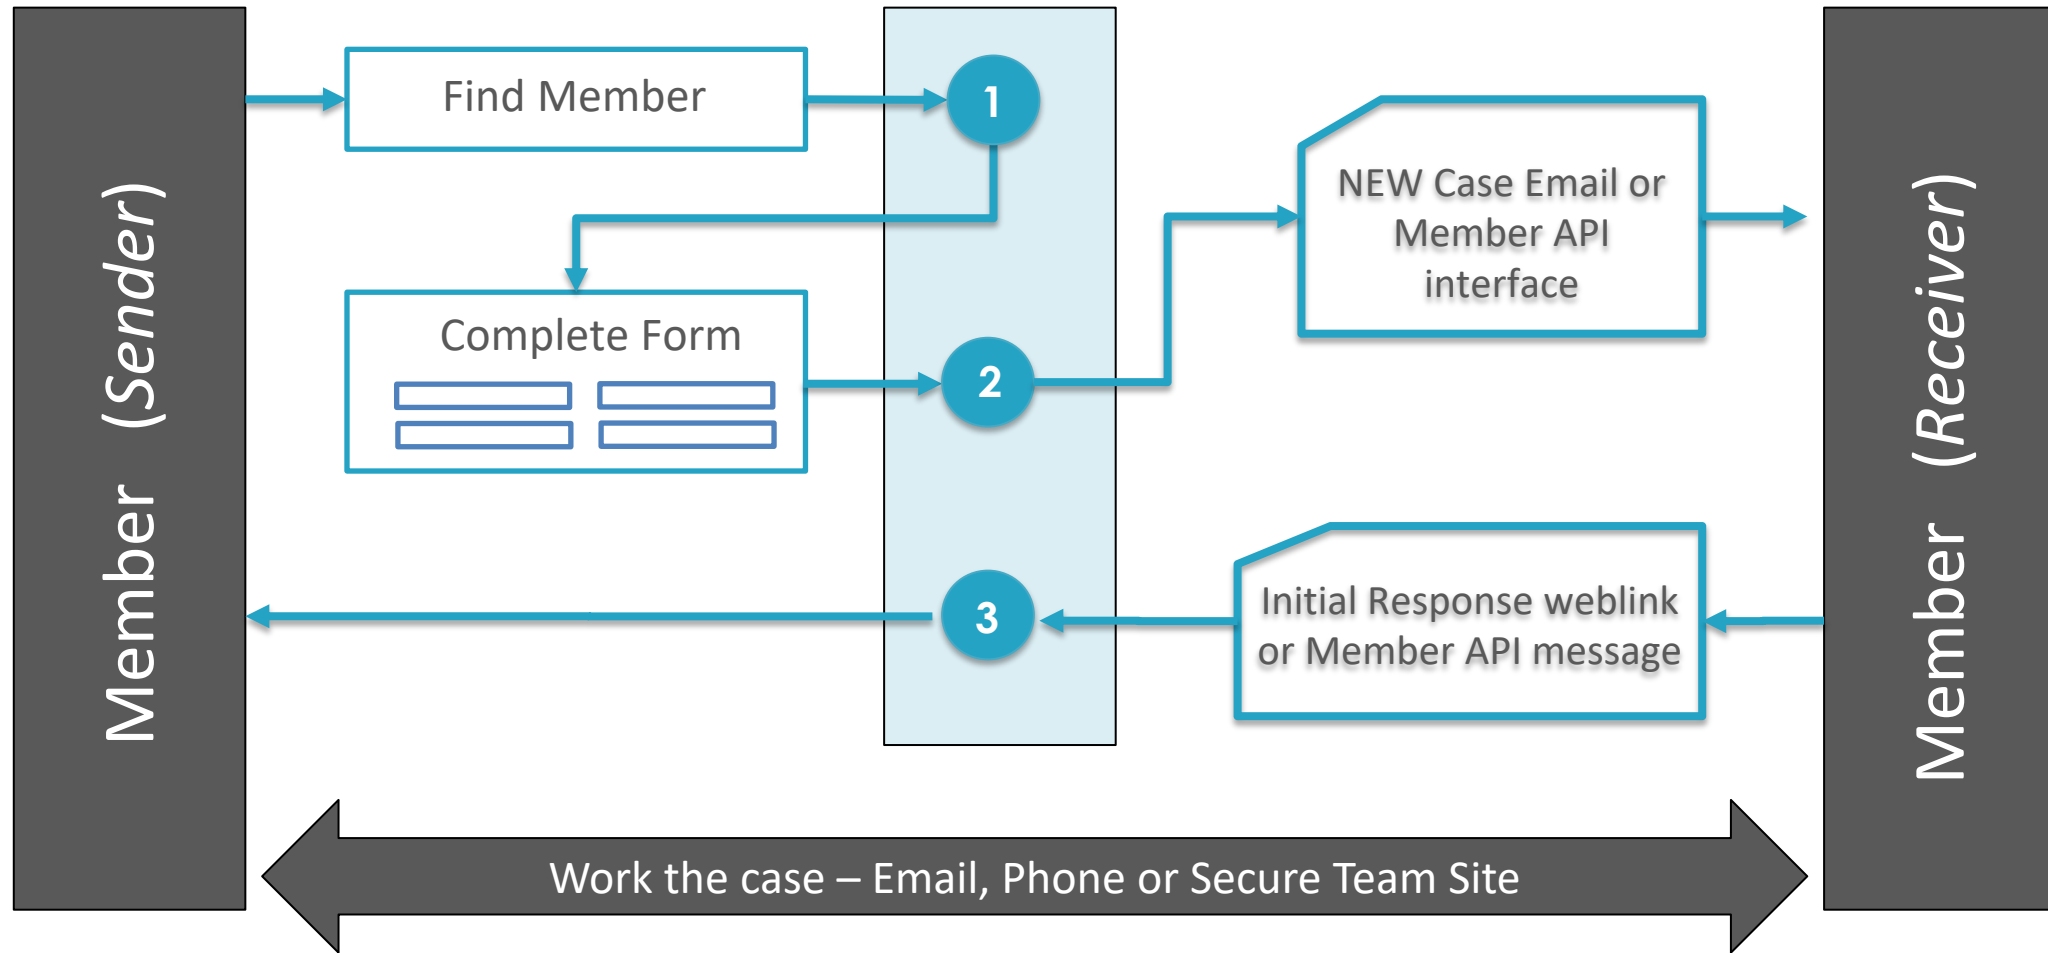 Member (Sender)
Find Member
1
Complete Form
2
NEW Case Email or
Member API
interface
3
Initial Response weblink
or Member API message
Member (Receiver)
Work the case – Email, Phone or Secure Team Site